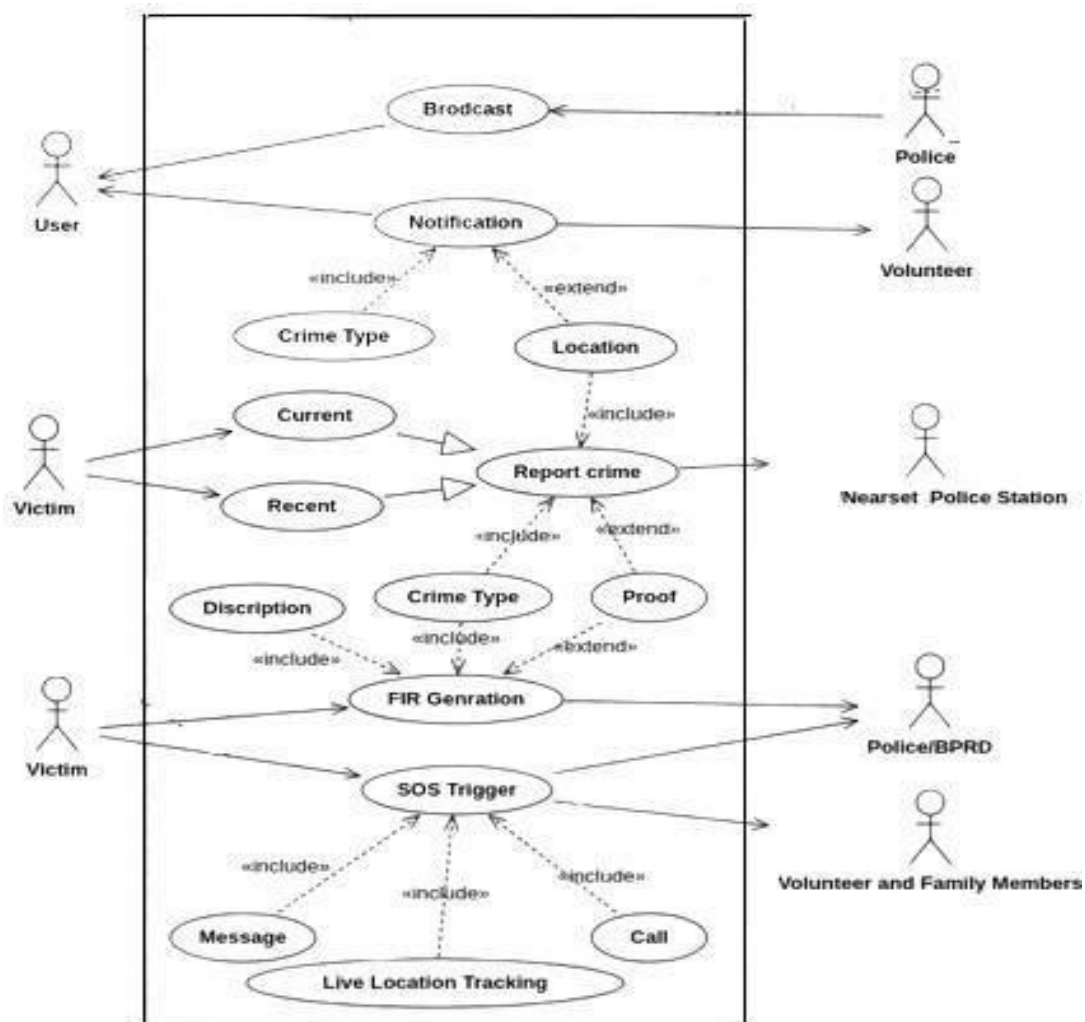 Brodcast
Police
User
Notification
Volunteer
«include»
«extend»
Crime Type
Location
Current
«include»
Report crime
Victim
Recent
Nearset Police Station
«include»
«extend»
Discription
Crime Type
Proof
«include»
«include»
«extend»
FIR Genration
Police/BPRD
Victim
SOS Trigger
«include»
«include»
«include»
Volunteer and Family Members
Message
Call
Live Location Tracking